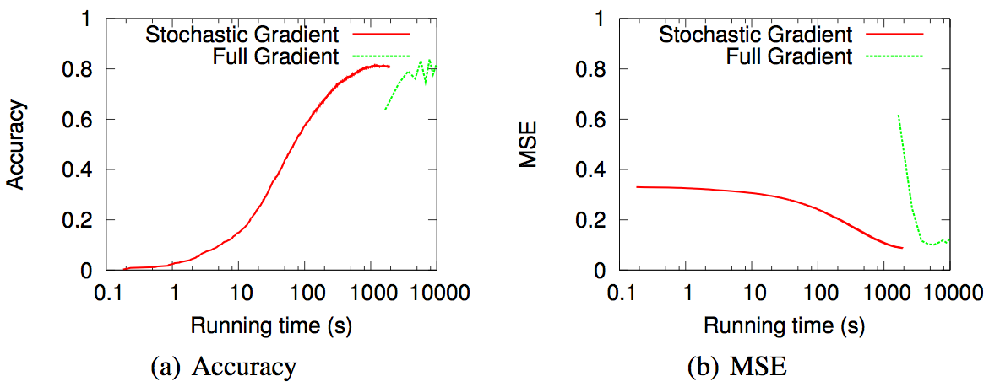 1
0.8
0.6
0.4
0.2
0
Accuracy
Stochastic Gradient
Full Gradient
0.1 1 10 100 1000 10000
Running time (s)
(a) Accuracy
1
0.8
0.6
0.4
0.2
0
MSE
Stochastic Gradient
Full Gradient
0.1 1 10 100 1000 10000
Running time (s)
(b) MSE